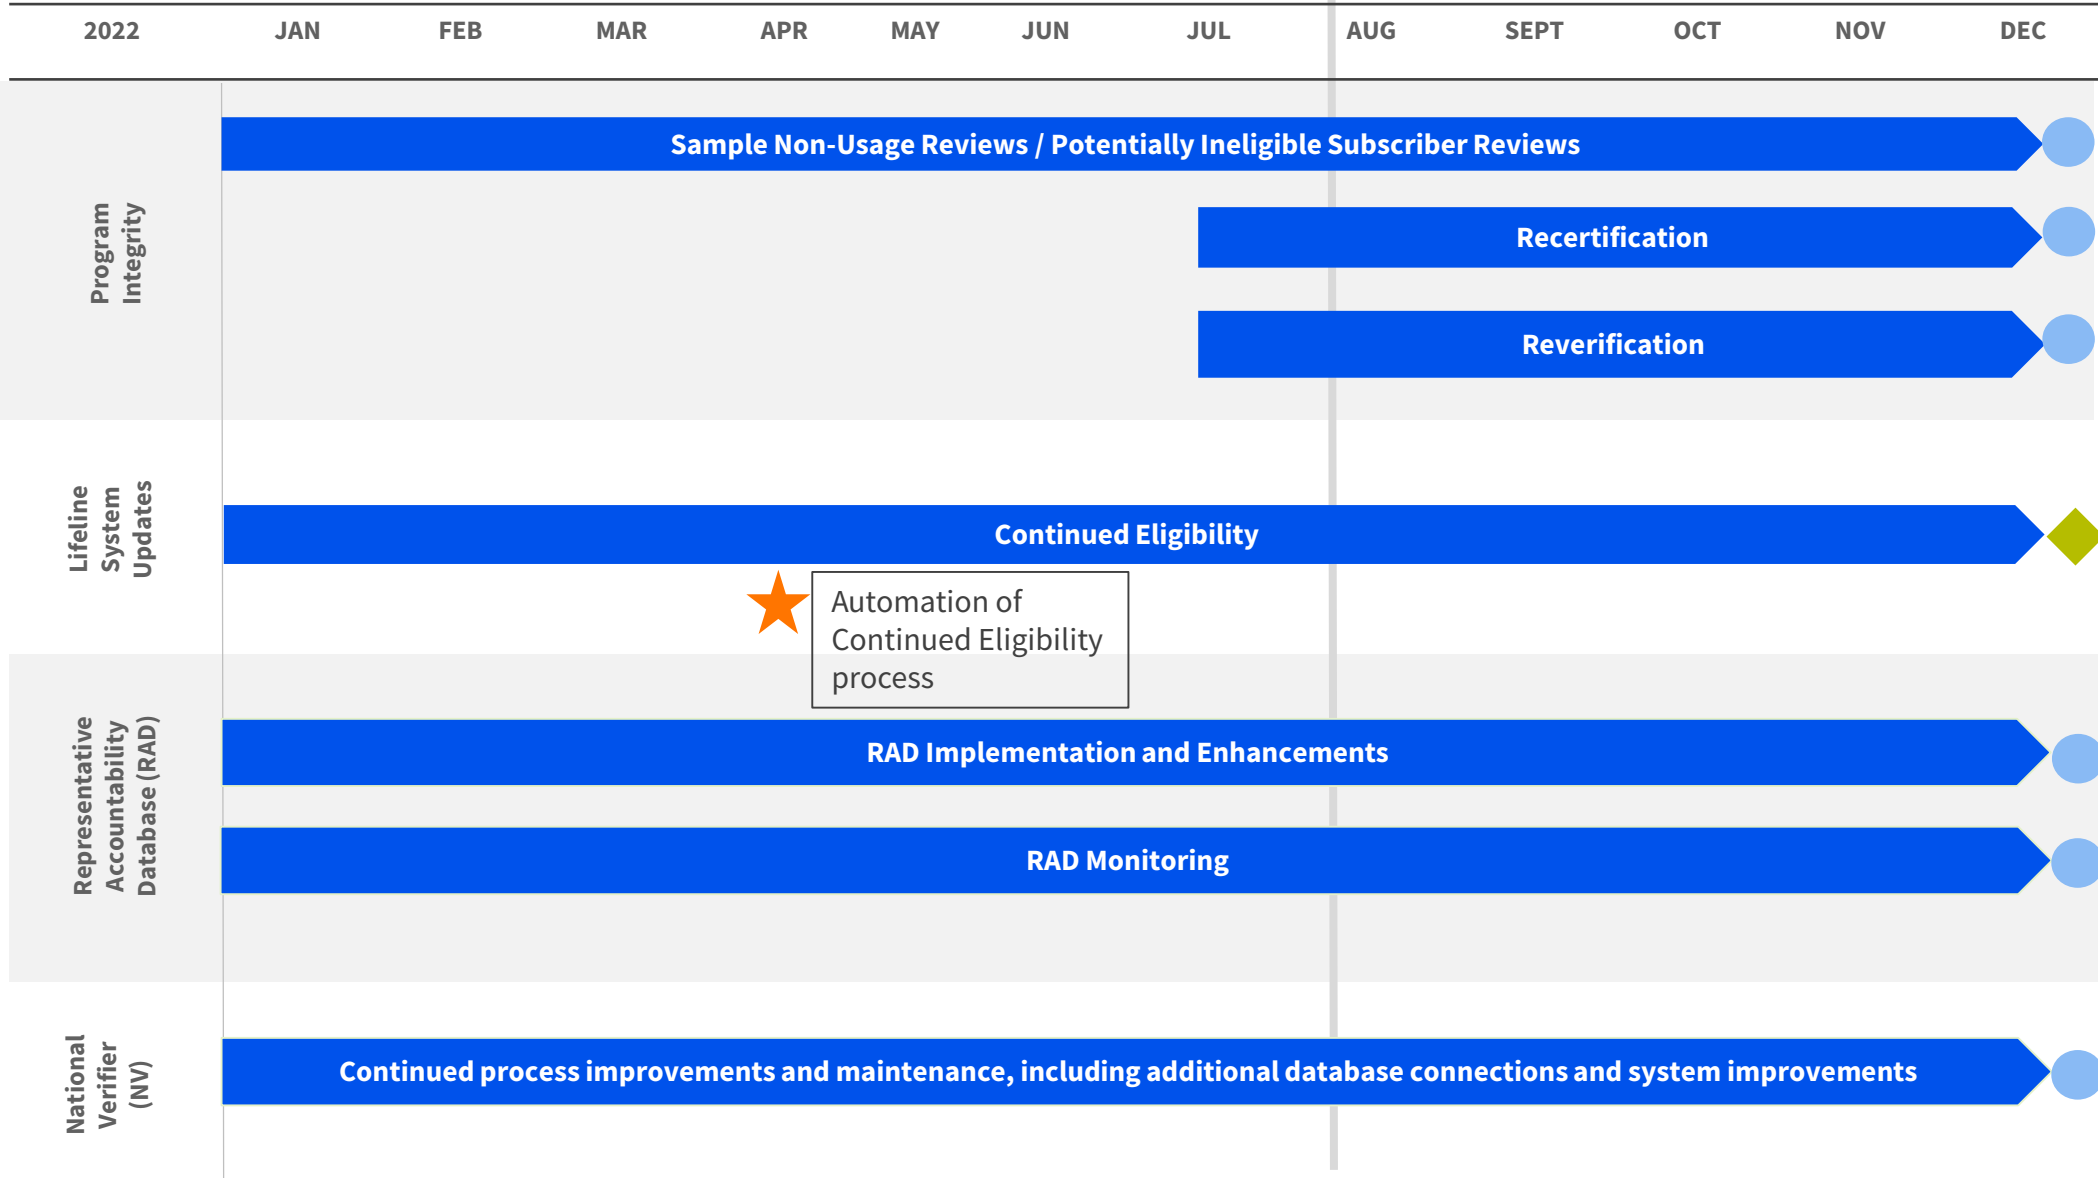 2022 JAN FEB MAR APR MAY JUN JUL AUG SEPT OCT NOV DEC
Program
Integrity
Sample Non-Usage Reviews / Potentially Ineligible Subscriber Reviews
Recertification
Reverification
Lifeline
System
Updates
Continued Eligibility
Automation of
Continued Eligibility
process
Representative
Accountability
Database (RAD)
RAD Implementation and Enhancements
RAD Monitoring
National
Verifier
(NV)
Continued process improvements and maintenance, including additional database connections and system improvements